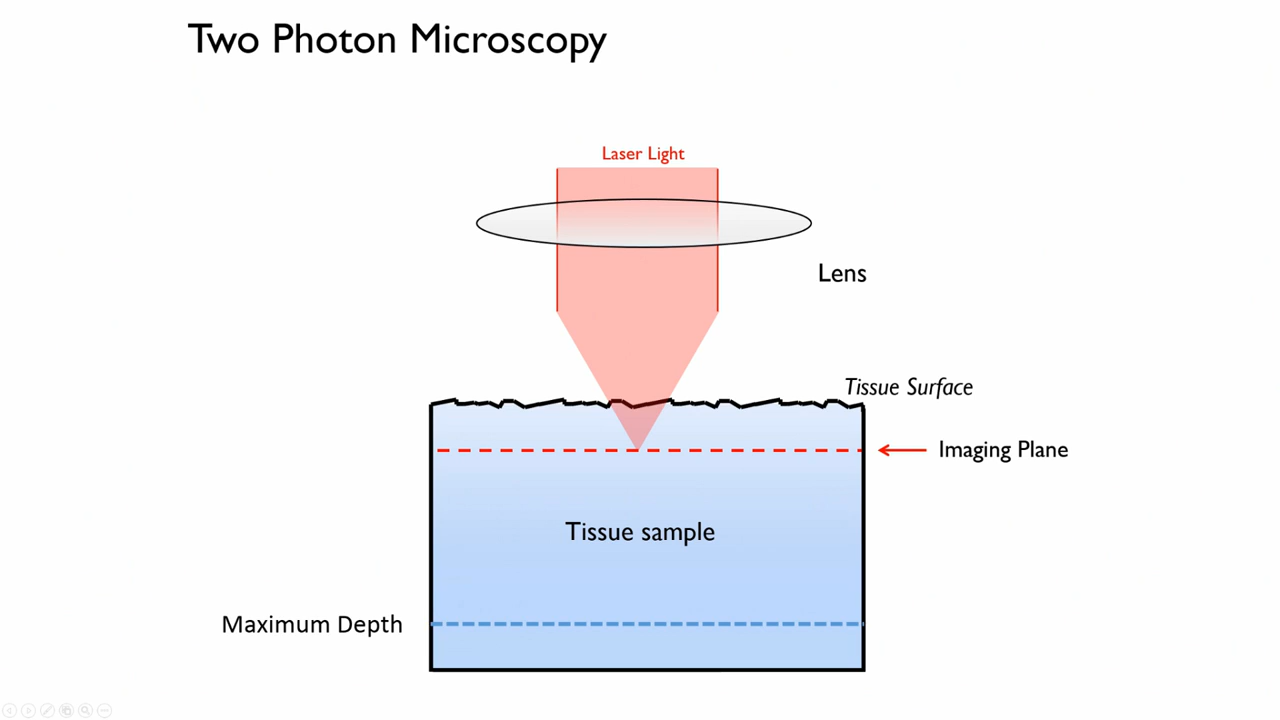 Two Photon Microscopy
Laser Light
Lens
Tissue Surface
Imaging Plane
Tissue sample
Maximum Depth